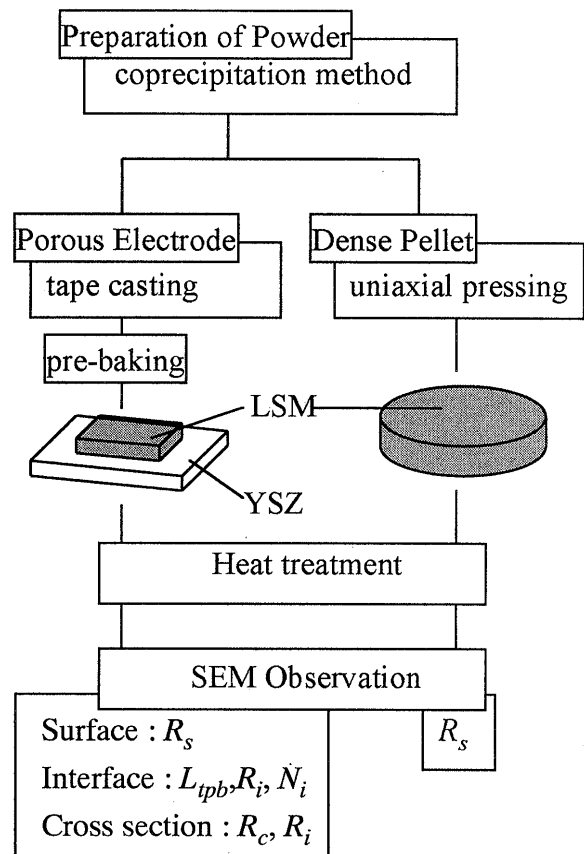 Preparation of Powder
coprecipitation method
Porous Electrode
Dense Pellet
tape casting
uniaxial pressing
pre-baking
LSM
YSZ
Heat treatment
SEM Observation
Surface : R_s
R_s
Interface : L_tpb, R_i, N_i
Cross section : R_c, R_i